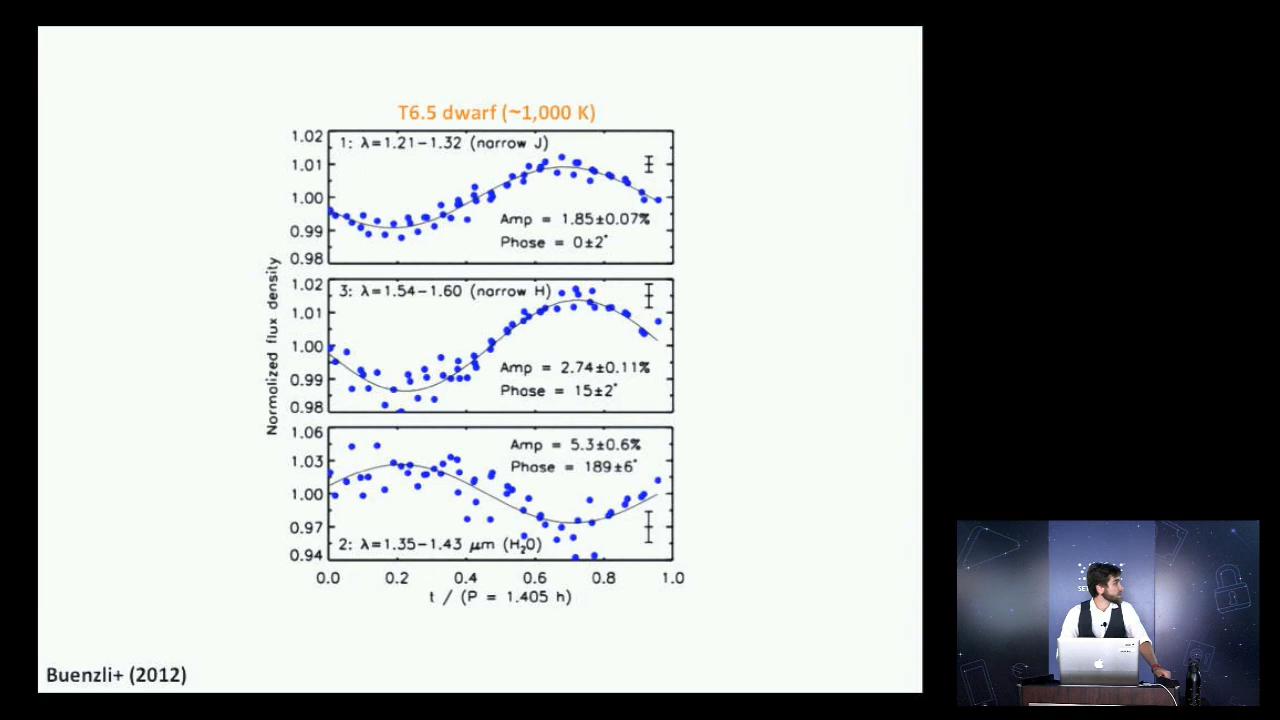 T6.5 dwarf (~1,000 K)
1.02
1.01
1.00
0.99
0.98
1: λ=1.21−1.32 (narrow J)
Amp = 1.85±0.07%
Phase = 0±2°
1.02
1.01
1.00
0.99
0.98
3: λ=1.54−1.60 (narrow H)
Amp = 2.74±0.11%
Phase = 15±2°
1.06
1.03
1.00
0.97
0.94
Amp = 5.3±0.6%
Phase = 189±6°
2: λ=1.35−1.43 μm (H₂O)
Normalized flux density
0.0 0.2 0.4 0.6 0.8 1.0
t / (P = 1.405 h)
Buenzli+ (2012)